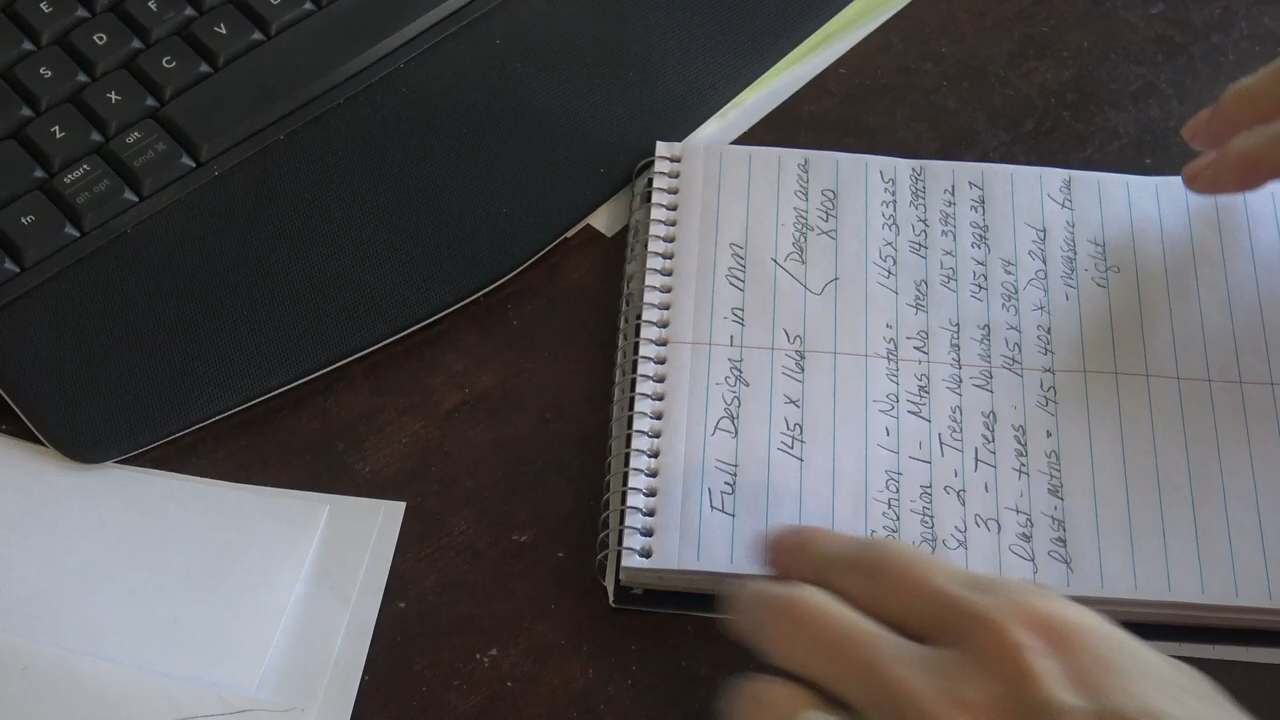 E
F
D
V
S
C
X
Z
alt
cmd ⌘
start
alt opt
fn
Full Design - in mm
145 x 1665 (Design area
x 400
Section 1 - No mtns = 145 x 353.25
Section 1 - Mtns - No trees 145 x 399.92
Sec 2 - Trees No words 145 x 399.42
3 - Trees No mtns 145 x 398.367
Last - trees = 145 x 390.14
Last - mtns = 145 x 402 * Do 2nd
- measure from
right